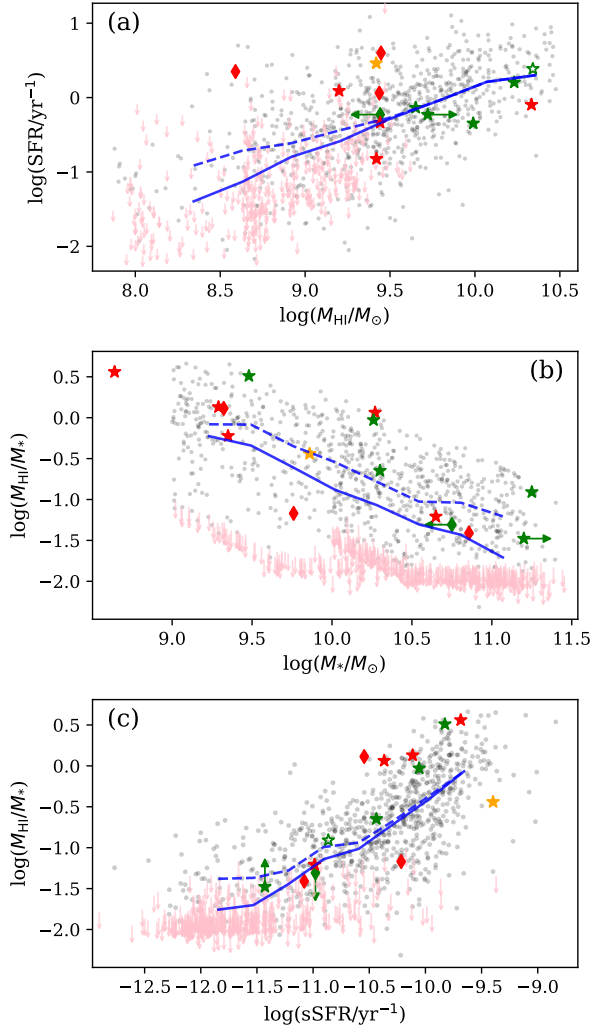 (a)
1
0
−1
−2
log(SFR/yr⁻¹)
8.0 8.5 9.0 9.5 10.0 10.5
log(M_HI/M_⊙)
(b)
0.5
0.0
−0.5
−1.0
−1.5
−2.0
log(M_HI/M_*)
9.0 9.5 10.0 10.5 11.0 11.5
log(M_*/M_⊙)
(c)
0.5
0.0
−0.5
−1.0
−1.5
−2.0
log(M_HI/M_*)
−12.5 −12.0 −11.5 −11.0 −10.5 −10.0 −9.5 −9.0
log(sSFR/yr⁻¹)